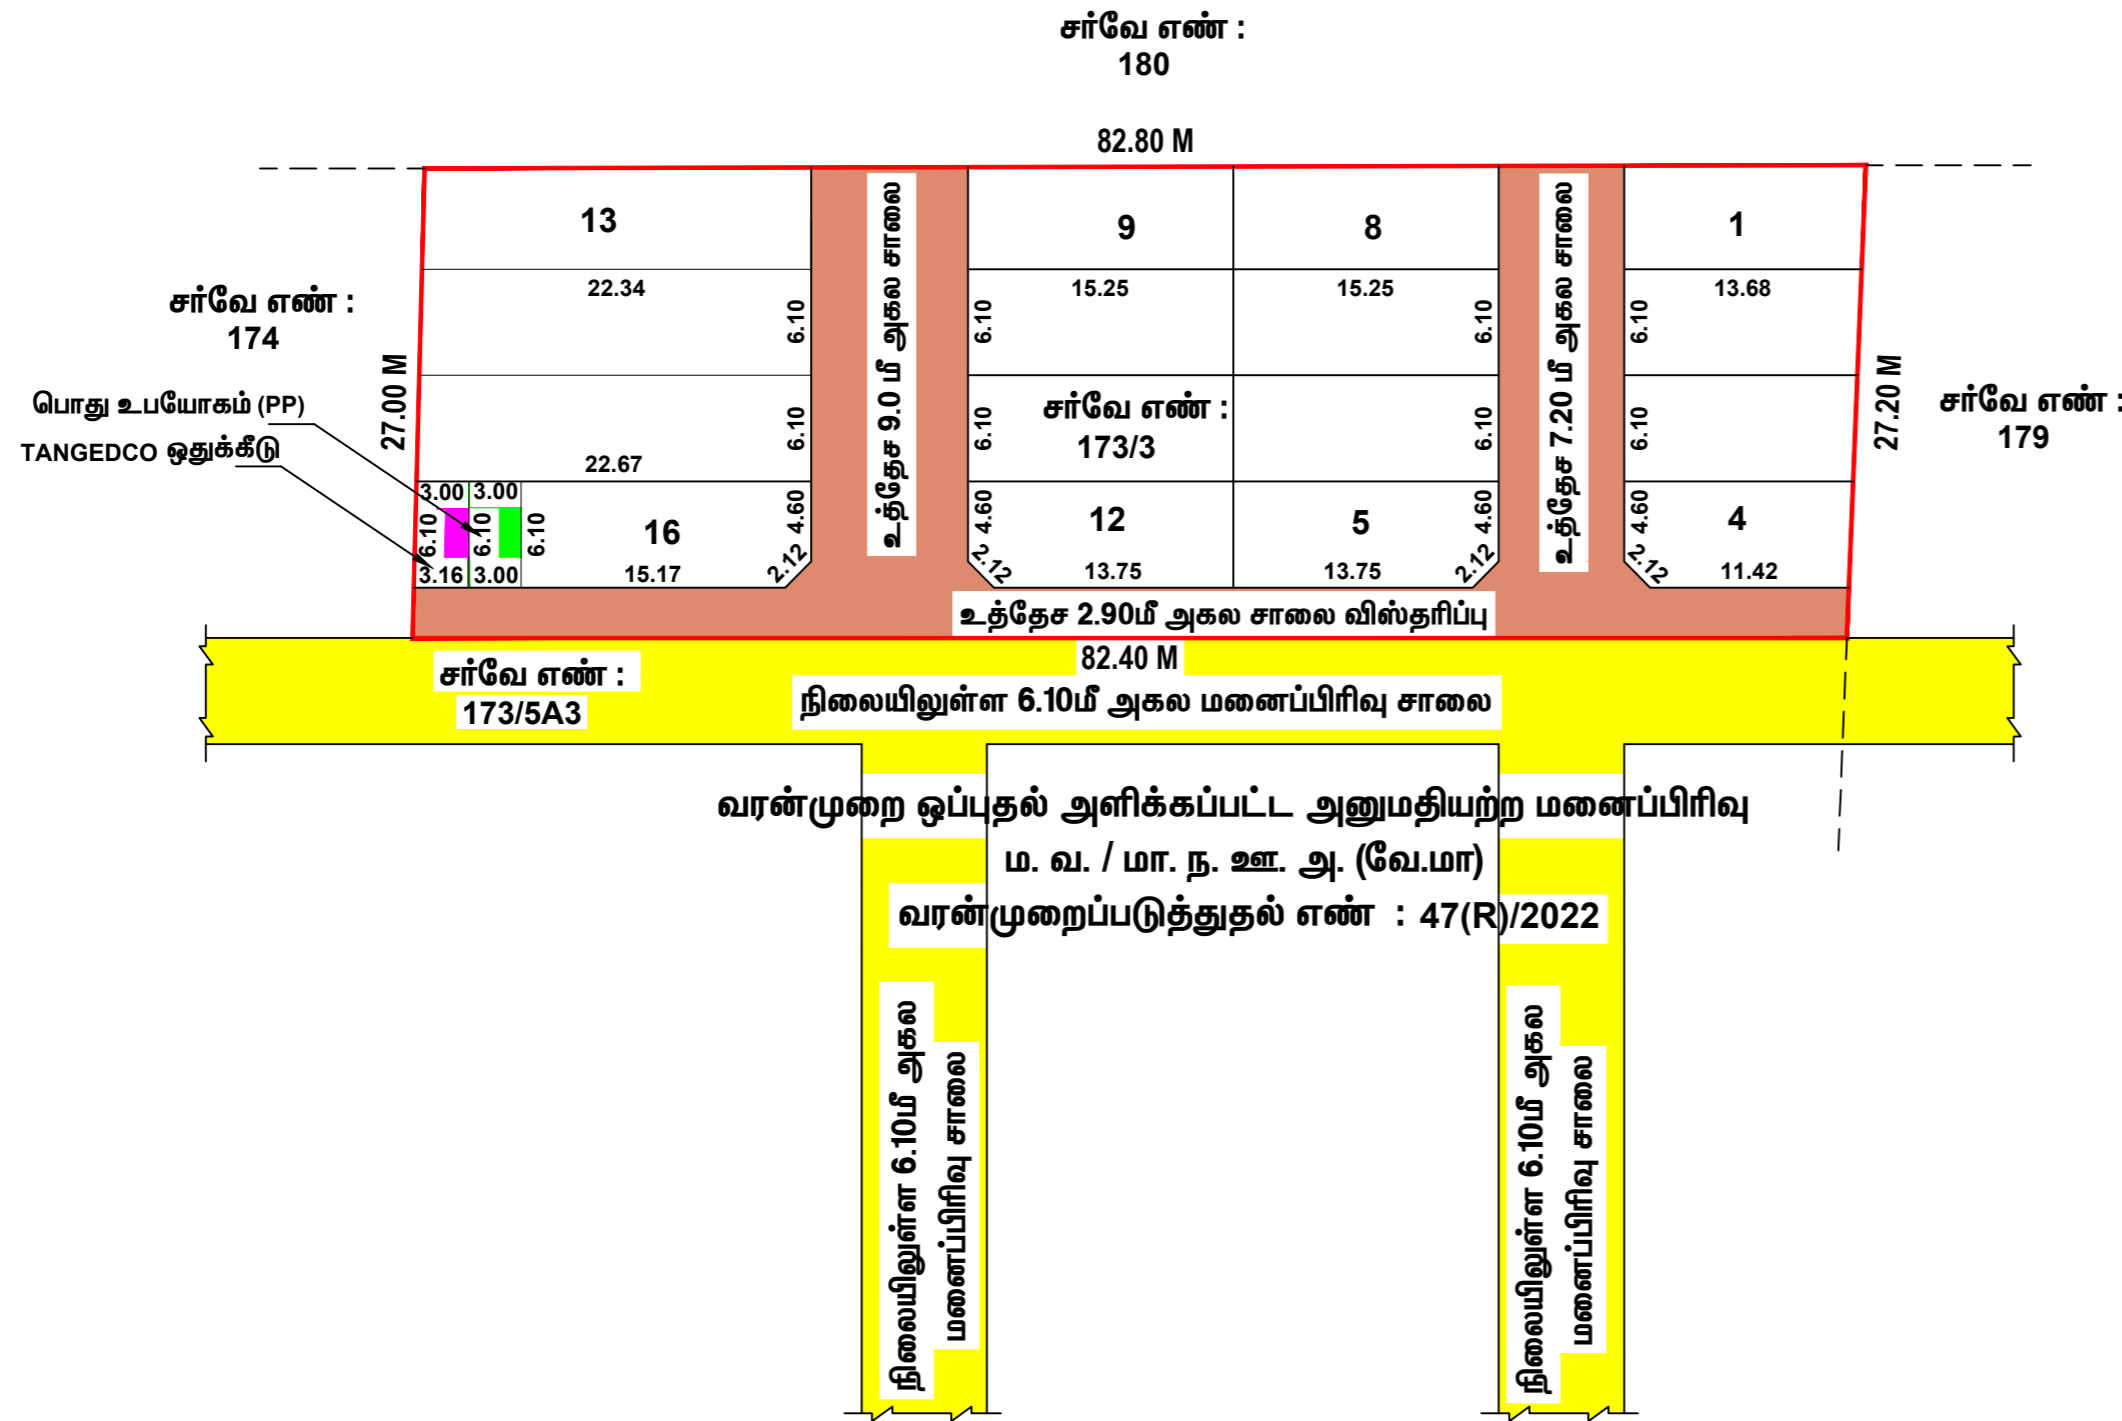 சர்வே எண் :
180
82.80 M
13
9
8
1
22.34
15.25
15.25
13.68
6.10
6.10
6.10
6.10
உத்தேச 9.0 மீ அகல சாலை
உத்தேச 7.20 மீ அகல சாலை
சர்வே எண் :
174
27.00 M
27.20 M
சர்வே எண் :
179
பொது உபயோகம் (PP)
TANGEDCO ஒதுக்கீடு
சர்வே எண் :
173/3
6.10
6.10
6.10
6.10
22.67
3.00
3.00
6.10
6.10
6.10
3.16
3.00
16
15.17
4.60
2.12
4.60
2.12
12
13.75
5
13.75
4.60
2.12
4.60
2.12
4
11.42
உத்தேச 2.90மீ அகல சாலை விஸ்தரிப்பு
82.40 M
சர்வே எண் :
173/5A3
நிலையிலுள்ள 6.10மீ அகல மனைப்பிரிவு சாலை
வரன்முறை ஒப்புதல் அளிக்கப்பட்ட அனுமதியற்ற மனைப்பிரிவு
ம. வ. / மா. ந. ஊ. அ. (வே.மா)
வரன்முறைப்படுத்துதல் எண் : 47(R)/2022
நிலையிலுள்ள 6.10மீ அகல
மனைப்பிரிவு சாலை
நிலையிலுள்ள 6.10மீ அகல
மனைப்பிரிவு சாலை